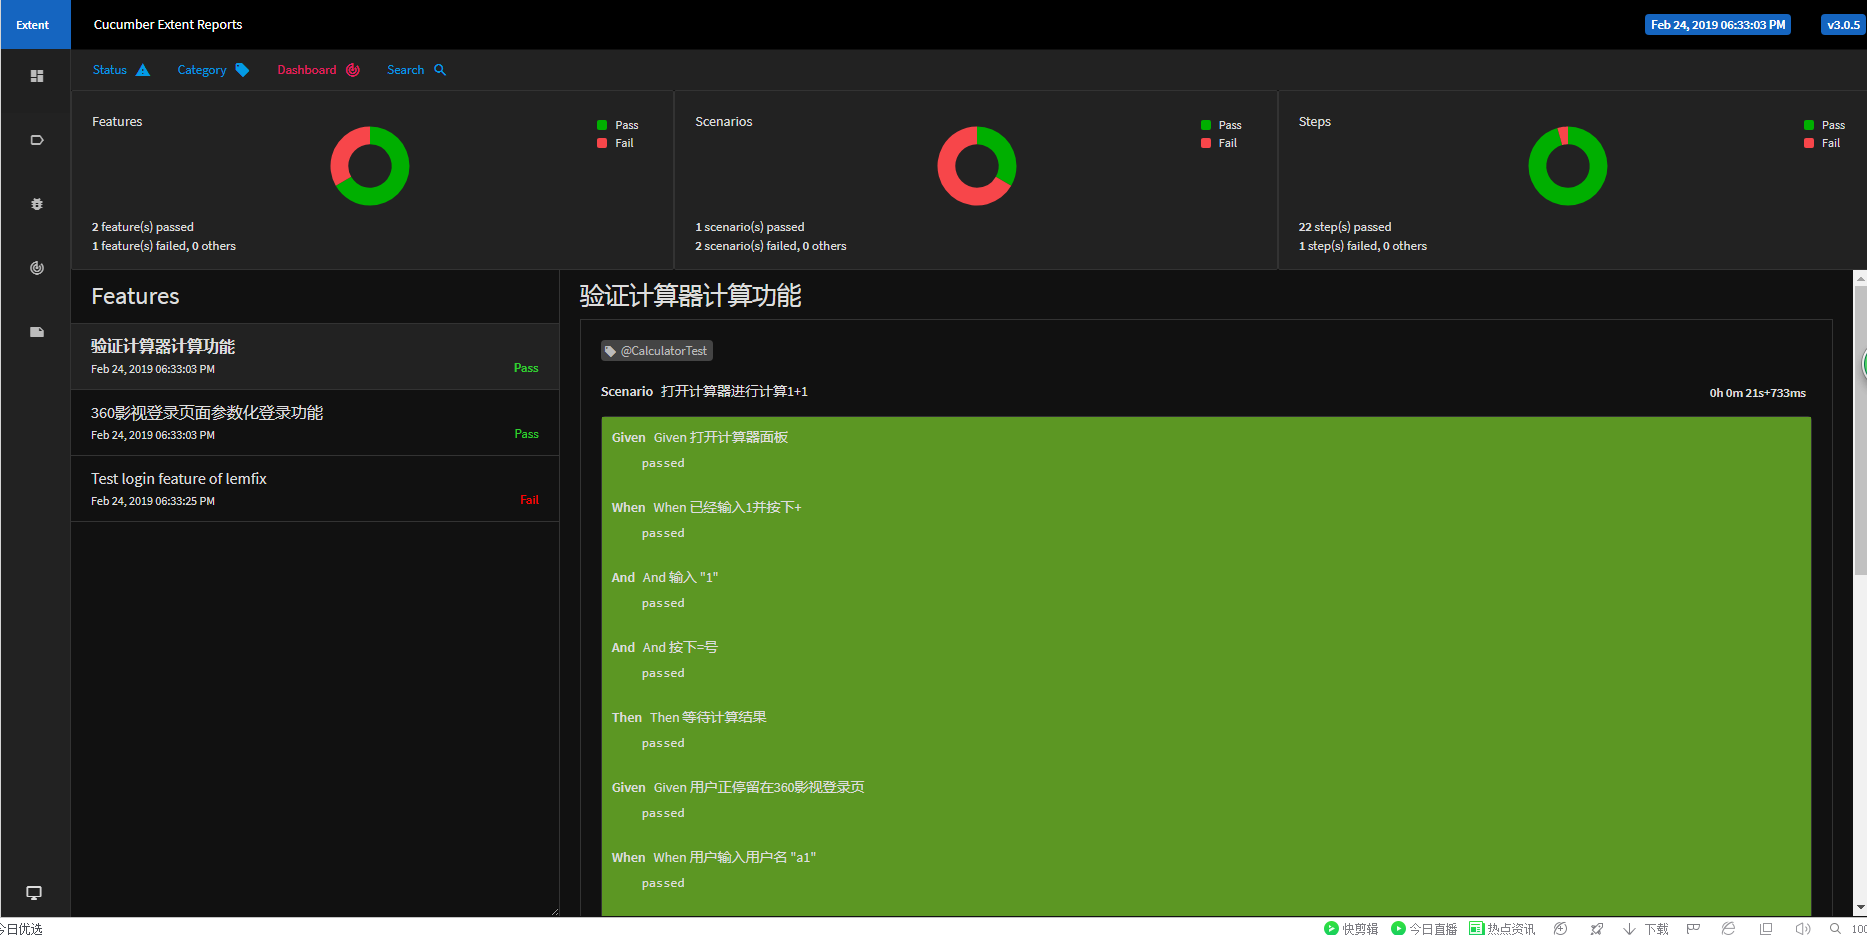 Extent
Cucumber Extent Reports
Feb 24, 2019 06:33:03 PM
v3.0.5
Status
Category
Dashboard
Search
Features
Pass
Fail
2 feature(s) passed
1 feature(s) failed, 0 others
Scenarios
Pass
Fail
1 scenario(s) passed
2 scenario(s) failed, 0 others
Steps
Pass
Fail
22 step(s) passed
1 step(s) failed, 0 others
Features
验证计算器计算功能
Feb 24, 2019 06:33:03 PM
Pass
360影视登录页面参数化登录功能
Feb 24, 2019 06:33:03 PM
Pass
Test login feature of lemfix
Feb 24, 2019 06:33:25 PM
Fail
验证计算器计算功能
@CalculatorTest
Scenario 打开计算器进行计算1+1
0h 0m 21s+733ms
Given Given 打开计算器面板
passed
When When 已经输入1并按下+
passed
And And 输入 "1"
passed
And And 按下=号
passed
Then Then 等待计算结果
passed
Given Given 用户正停留在360影视登录页
passed
When When 用户输入用户名 "a1"
passed
今日优选
快剪辑
今日直播
热点资讯
下载
100